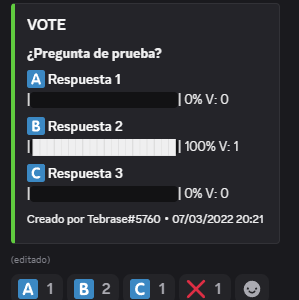 VOTE
¿Pregunta de prueba?
A Respuesta 1
| | 0% V: 0
B Respuesta 2
| | 100% V: 1
C Respuesta 3
| | 0% V: 0
Creado por Tebrase#5760 • 07/03/2022 20:21
(editado)
A 1 B 2 C 1 ❌ 1